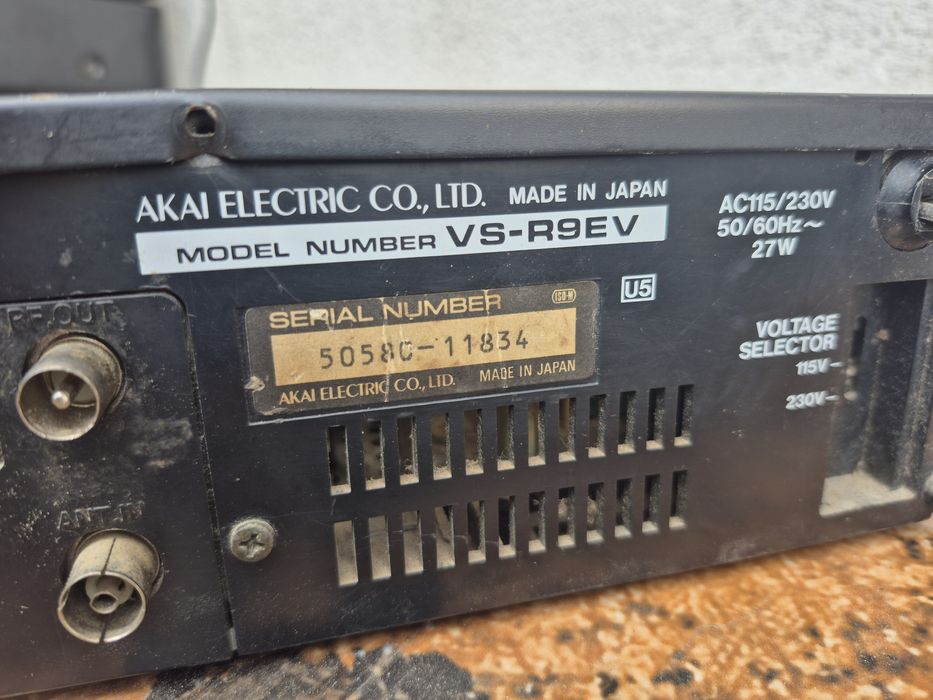 AKAI ELECTRIC CO., LTD. MADE IN JAPAN
MODEL NUMBER VS-R9EV
AC115/230V
50/60Hz~
27W
U5
SERIAL NUMBER
50580-11834
AKAI ELECTRIC CO., LTD. MADE IN JAPAN
VOLTAGE
SELECTOR
115V-
230V-
RF OUT
ANT IN